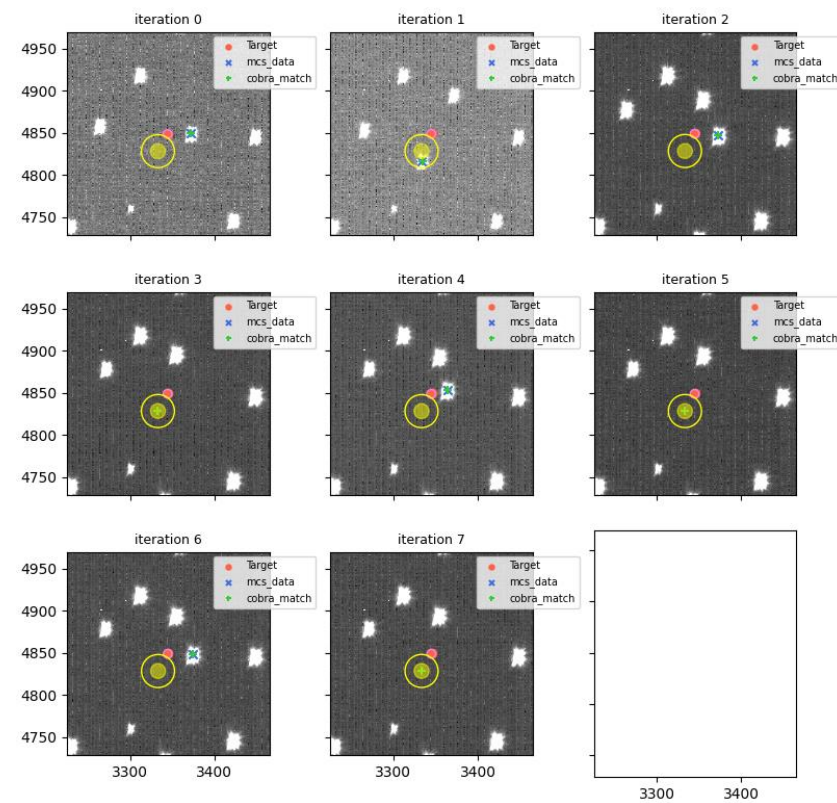 iteration 0
iteration 1
iteration 2
Target
mcs_data
cobra_match
Target
mcs_data
cobra_match
Target
mcs_data
cobra_match
4950
4900
4850
4800
4750
iteration 3
iteration 4
iteration 5
Target
mcs_data
cobra_match
Target
mcs_data
cobra_match
Target
mcs_data
cobra_match
4950
4900
4850
4800
4750
iteration 6
iteration 7
Target
mcs_data
cobra_match
Target
mcs_data
cobra_match
4950
4900
4850
4800
4750
3300 3400
3300 3400
3300 3400